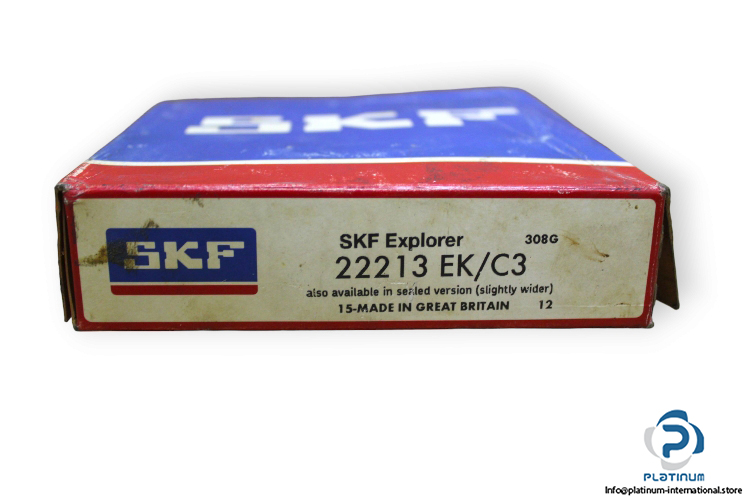 SKF
SKF
SKF Explorer 308G
22213 EK/C3
also available in sealed version (slightly wider)
15-MADE IN GREAT BRITAIN 12
PLATINUM
Info@platinum-international.store